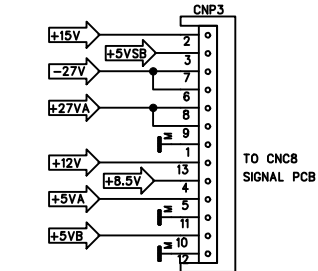 CNP3
+15V
2
+5VSB
3
-27V
7
6
+27VA
8
9
M
1
+12V
13
TO CNC8
+8.5V
4
SIGNAL PCB
+5VA
5
M
11
+5VB
10
M
12